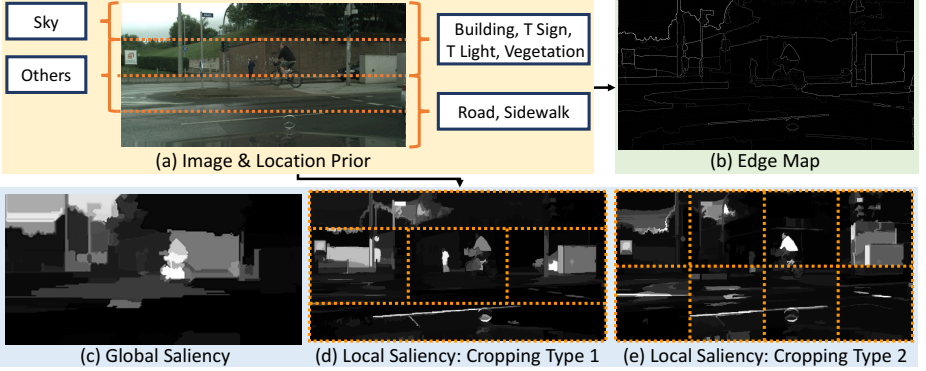 Sky
Others
Building, T Sign,
T Light, Vegetation
Road, Sidewalk
(a) Image & Location Prior
(b) Edge Map
(c) Global Saliency
(d) Local Saliency: Cropping Type 1
(e) Local Saliency: Cropping Type 2